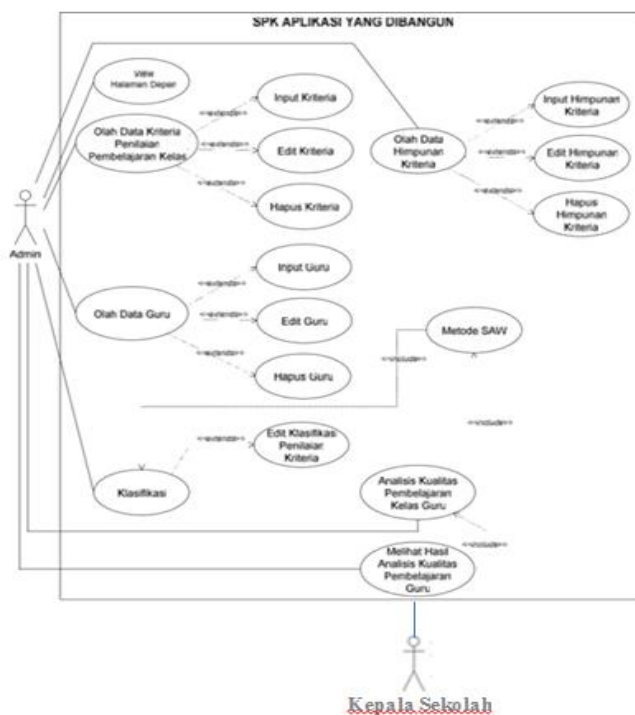 SPK APLIKASI YANG DIBANGUN
View
Halaman Depan
Olah Data Kriteria
Penilaian
Pembelajaran Kelas
<<extends>>
Input Kriteria
<<extends>>
Edit Kriteria
<<extends>>
Hapus Kriteria
Olah Data
Himpunan
Kriteria
<<extends>>
Input Himpunan
Kriteria
<<extends>>
Edit Himpunan
Kriteria
<<extends>>
Hapus
Himpunan
Kriteria
Admin
Olah Data Guru
<<extends>>
Input Guru
<<extends>>
Edit Guru
<<extends>>
Hapus Guru
Metode SAW
<<include>>
<<include>>
Klasifikasi
<<extends>>
Edit Klasifikasi
Penilaian
Kriteria
Analisis Kualitas
Pembelajaran
Kelas Guru
<<include>>
Melihat Hasil
Analisis Kualitas
Pembelajaran
Guru
Kepala Sekolah